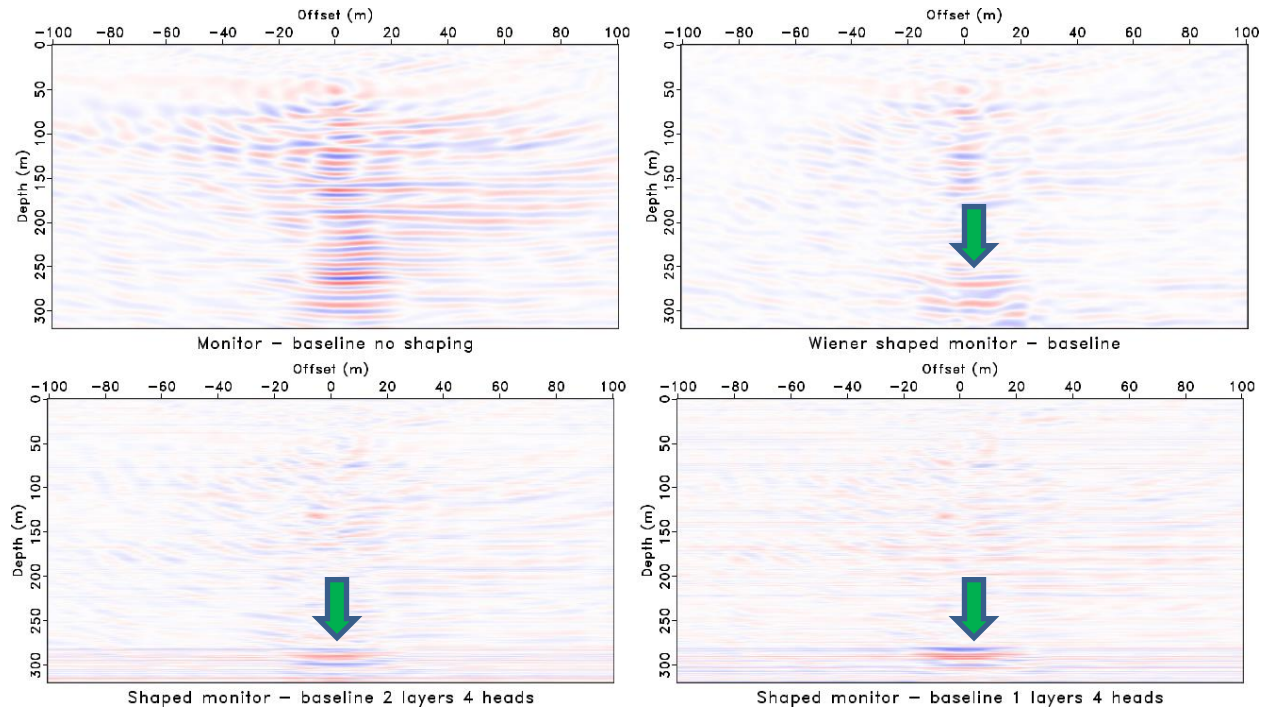 Offset (m)
-100 -80 -60 -40 -20 0 20 40 60 80 100
Depth (m)
0
50
100
150
200
250
300
Monitor – baseline no shaping
Offset (m)
-100 -80 -60 -40 -20 0 20 40 60 80 100
Depth (m)
0
50
100
150
200
250
300
Wiener shaped monitor – baseline
Offset (m)
-100 -80 -60 -40 -20 0 20 40 60 80 100
Depth (m)
0
50
100
150
200
250
300
Shaped monitor – baseline 2 layers 4 heads
Offset (m)
-100 -80 -60 -40 -20 0 20 40 60 80 100
Depth (m)
0
50
100
150
200
250
300
Shaped monitor – baseline 1 layers 4 heads